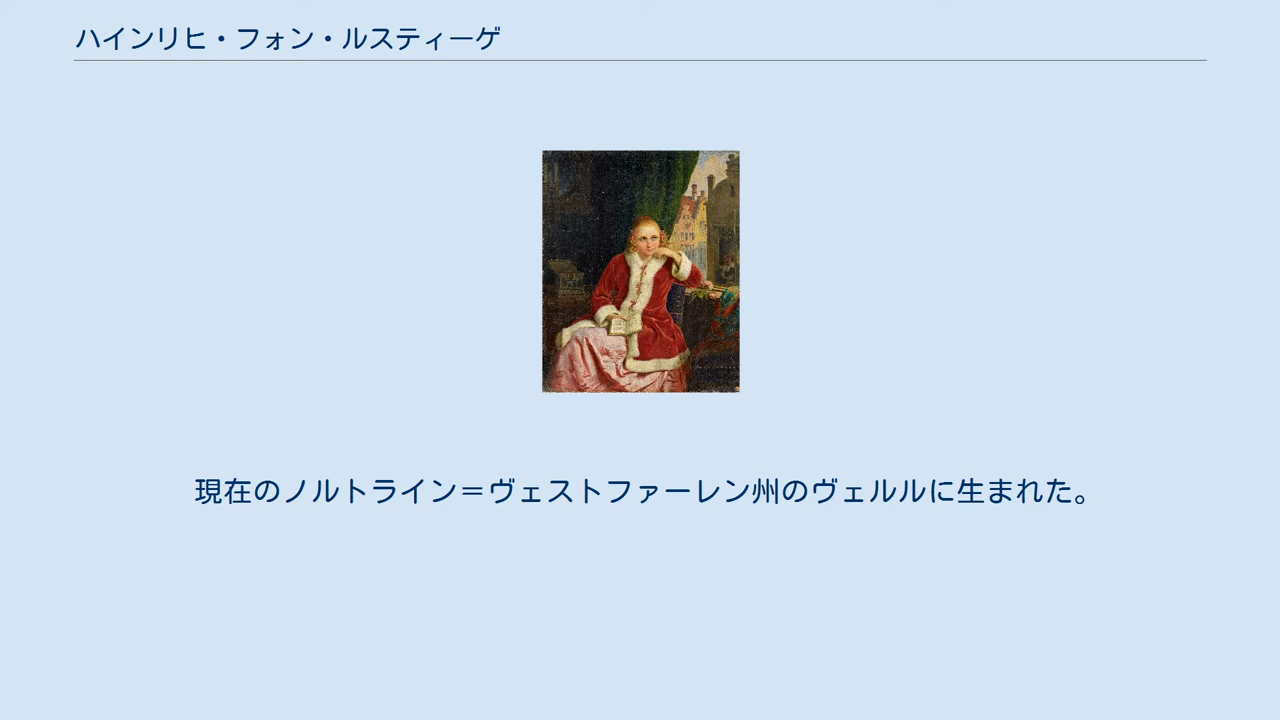 ハインリヒ・フォン・ルスティーゲ
現在のノルトライン＝ヴェストファーレン州のヴェルルに生まれた。